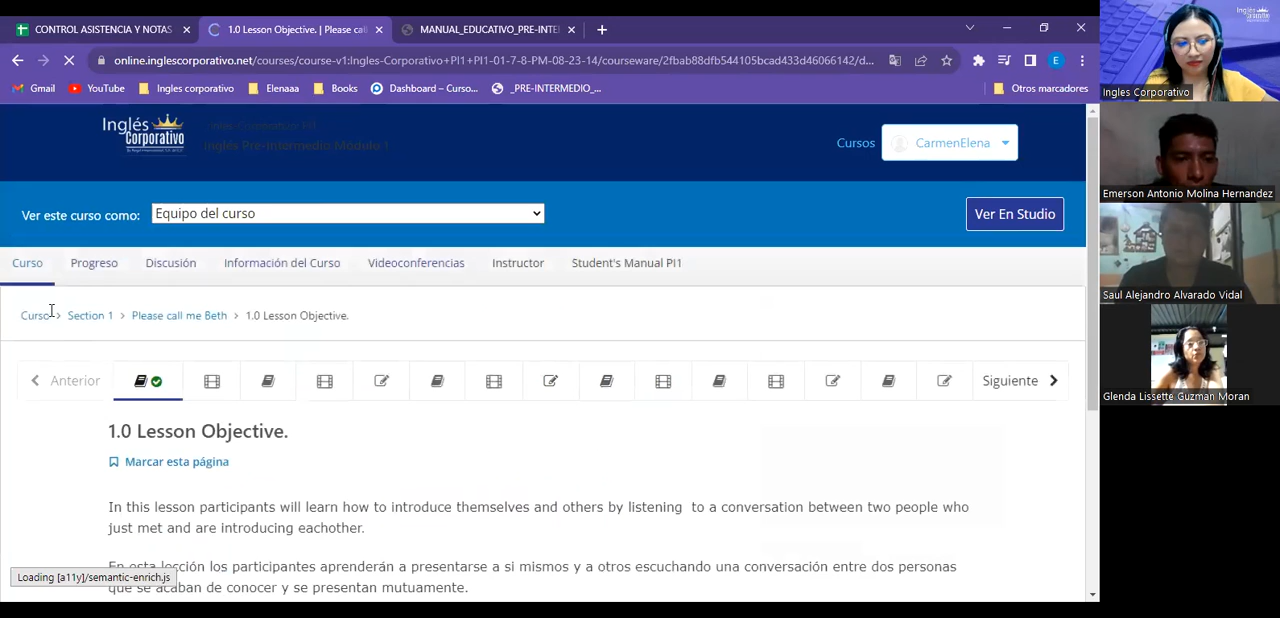 CONTROL ASISTENCIA Y NOTAS
1.0 Lesson Objective. | Please cal
MANUAL_EDUCATIVO_PRE-INTE
online.inglescorporativo.net/courses/course-v1:Ingles-Corporativo+PI1+PI1-01-7-8-PM-08-23-14/courseware/2fbab88dfb544105bcad433d46066142/d...
E
Gmail
YouTube
Ingles corporativo
Elenaaa
Books
Dashboard – Curso...
_PRE-INTERMEDIO_...
Otros marcadores
Inglés
Corporativo
Inglés Pre-Intermedio Módulo 1
Cursos
CarmenElena
Ver este curso como:
Equipo del curso
Ver En Studio
Curso
Progreso
Discusión
Información del Curso
Videoconferencias
Instructor
Student's Manual PI1
Curso > Section 1 > Please call me Beth > 1.0 Lesson Objective.
Anterior
Siguiente
1.0 Lesson Objective.
Marcar esta página
In this lesson participants will learn how to introduce themselves and others by listening to a conversation between two people who
just met and are introducing eachother.
En esta lección los participantes aprenderán a presentarse a si mismos y a otros escuchando una conversación entre dos personas
que se acaban de conocer y se presentan mutuamente.
Loading [a11y]/semantic-enrich.js
Ingles Corporativo
Emerson Antonio Molina Hernandez
Saul Alejandro Alvarado Vidal
Glenda Lissette Guzman Moran